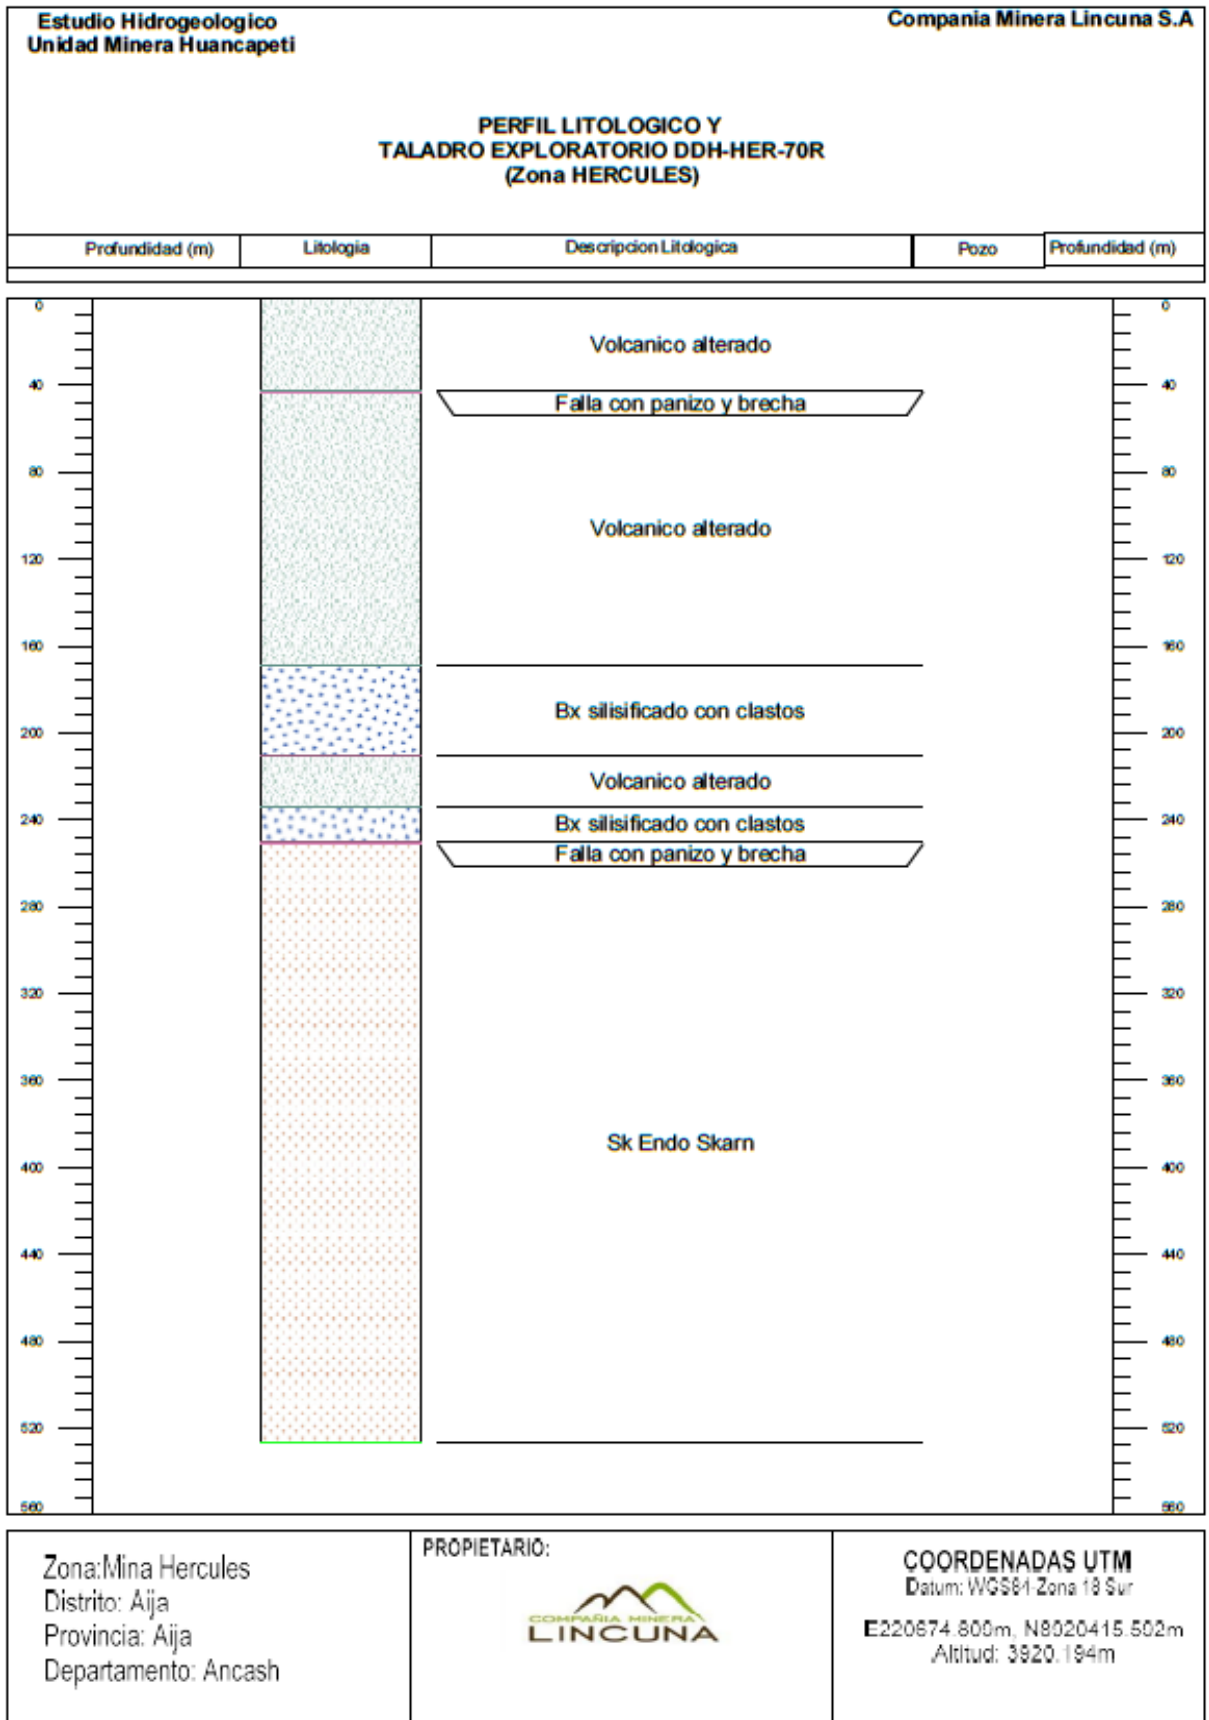 Estudio Hidrogeologico
Unidad Minera Huancapeti
Compania Minera Lincuna S.A
PERFIL LITOLOGICO Y
TALADRO EXPLORATORIO DDH-HER-70R
(Zona HERCULES)
Profundidad (m) Litologia Descripcion Litologica Pozo Profundidad (m)
0 0
Volcanico alterado
40 40
Falla con panizo y brecha
80 80
Volcanico alterado
120 120
160 160
Bx silisificado con clastos
200 200
Volcanico alterado
240 Bx silisificado con clastos 240
Falla con panizo y brecha
280 280
320 320
360 360
Sk Endo Skarn
400 400
440 440
480 480
520 520
560 560
Zona:Mina Hercules
Distrito: Aija
Provincia: Aija
Departamento: Ancash
PROPIETARIO:
COMPAÑIA MINERA
LINCUNA
COORDENADAS UTM
Datum: WGS84-Zona 18 Sur
Altitud: 3920.194m